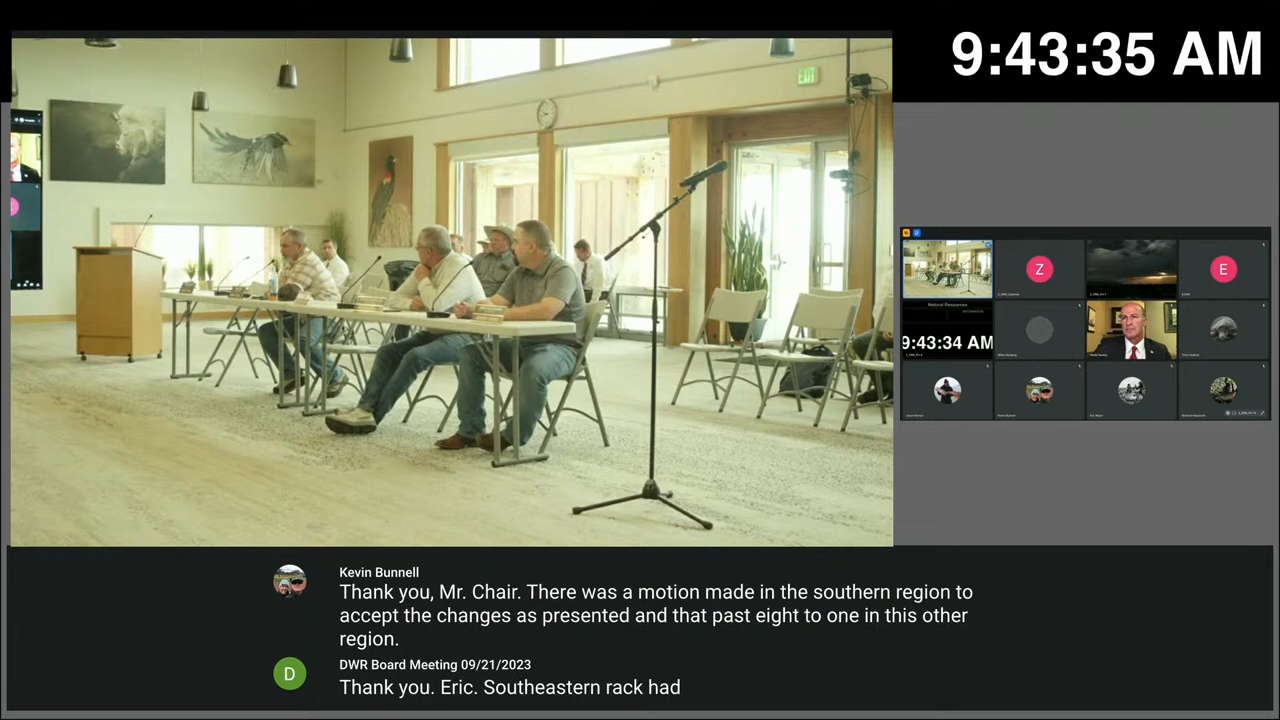 9:43:35 AM
Z
E
Natural Resources
9:43:34 AM
Kevin Bunnell
Thank you, Mr. Chair. There was a motion made in the southern region to
accept the changes as presented and that past eight to one in this other
region.
D
DWR Board Meeting 09/21/2023
Thank you. Eric. Southeastern rack had